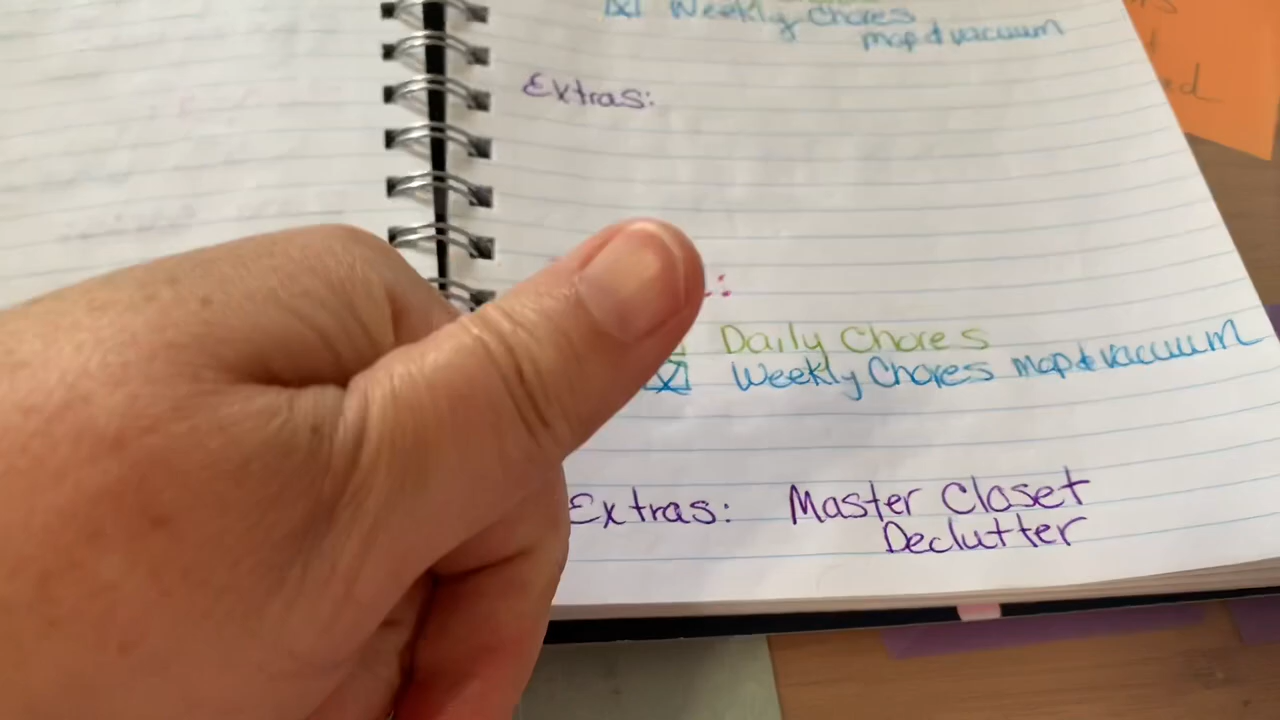 Weekly Chores
mop & vacuum
Extras:
Daily Chores
Weekly Chores mop & vacuum
Extras: Master Closet
Declutter